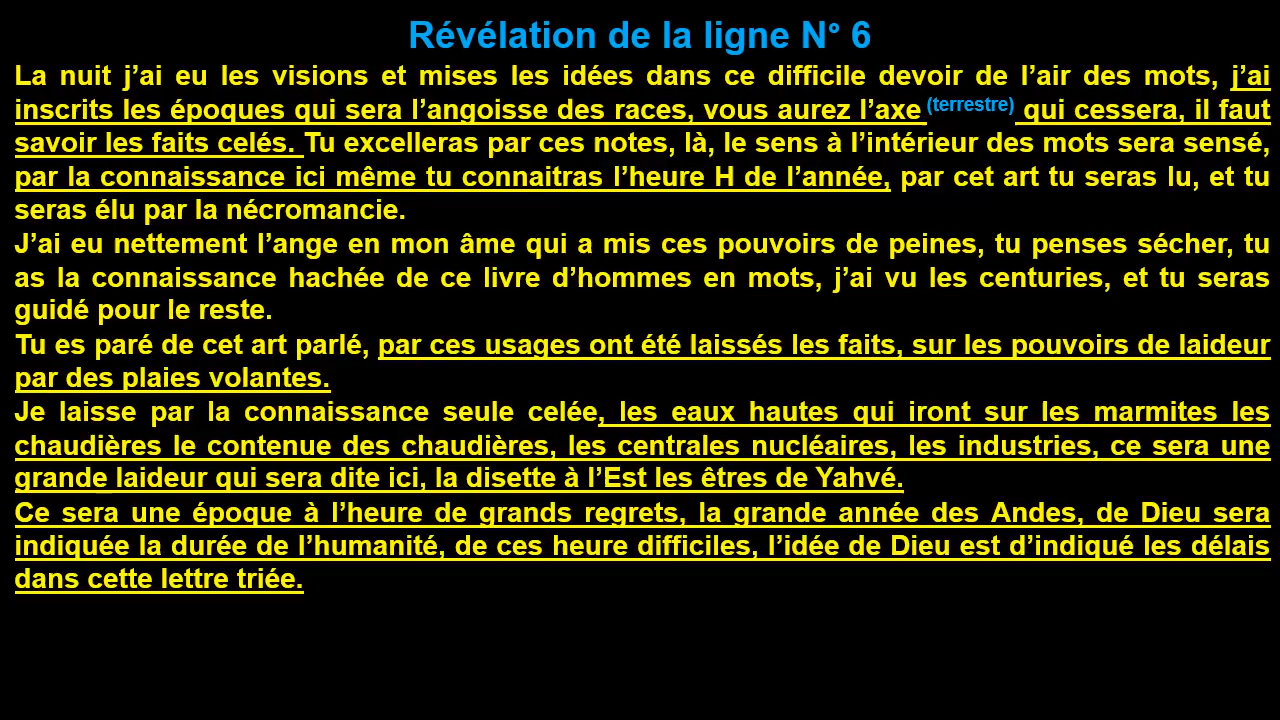 Révélation de la ligne N° 6
La nuit j’ai eu les visions et mises les idées dans ce difficile devoir de l’air des mots, j’ai
inscrits les époques qui sera l’angoisse des races, vous aurez l’axe (terrestre) qui cessera, il faut
savoir les faits celés. Tu excelleras par ces notes, là, le sens à l’intérieur des mots sera sensé,
par la connaissance ici même tu connaitras l’heure H de l’année, par cet art tu seras lu, et tu
seras élu par la nécromancie.
J’ai eu nettement l’ange en mon âme qui a mis ces pouvoirs de peines, tu penses sécher, tu
as la connaissance hachée de ce livre d’hommes en mots, j’ai vu les centuries, et tu seras
guidé pour le reste.
Tu es paré de cet art parlé, par ces usages ont été laissés les faits, sur les pouvoirs de laideur
par des plaies volantes.
Je laisse par la connaissance seule celée, les eaux hautes qui iront sur les marmites les
chaudières le contenue des chaudières, les centrales nucléaires, les industries, ce sera une
grande laideur qui sera dite ici, la disette à l’Est les êtres de Yahvé.
Ce sera une époque à l’heure de grands regrets, la grande année des Andes, de Dieu sera
indiquée la durée de l’humanité, de ces heure difficiles, l’idée de Dieu est d’indiqué les délais
dans cette lettre triée.